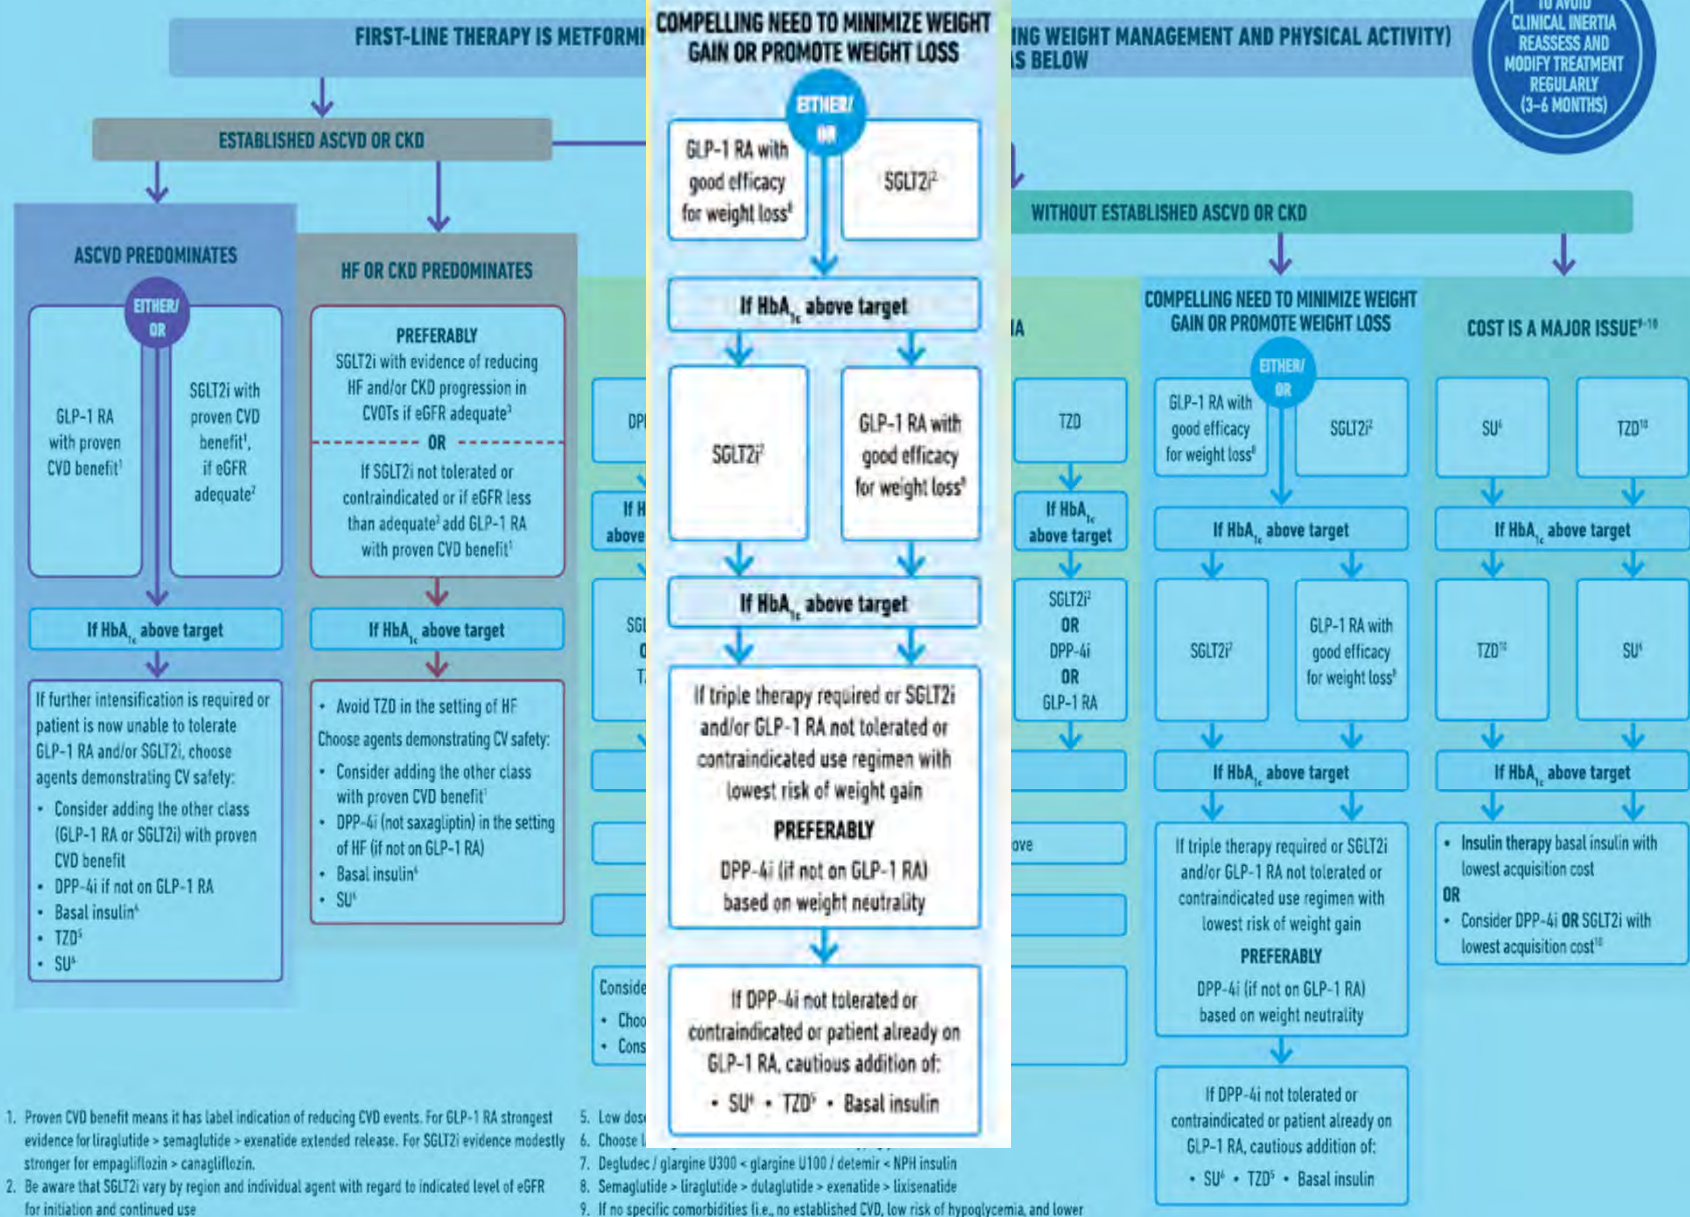 FIRST-LINE THERAPY IS
WEIGHT MANAGEMENT AND PHYSICAL ACTIVITY)
BELOW
TO AVOID
CLINICAL INERTIA
REASSESS AND
MODIFY TREATMENT
REGULARLY
(3–6 MONTHS)
ESTABLISHED ASCVD OR CKD
WITHOUT ESTABLISHED ASCVD OR CKD
ASCVD PREDOMINATES
EITHER/
OR
GLP-1 RA
with proven
CVD benefit¹
SGLT2i with
proven CVD
benefit¹,
if eGFR
adequate²
If HbA₁c above target
If further intensification is required or
patient is now unable to tolerate
GLP-1 RA and/or SGLT2i, choose
agents demonstrating CV safety:
• Consider adding the other class
(GLP-1 RA or SGLT2i) with proven
CVD benefit
• DPP-4i if not on GLP-1 RA
• Basal insulin⁴
• TZD⁵
• SU⁶
HF OR CKD PREDOMINATES
PREFERABLY
SGLT2i with evidence of reducing
HF and/or CKD progression in
CVOTs if eGFR adequate³
OR
If SGLT2i not tolerated or
contraindicated or if eGFR less
than adequate² add GLP-1 RA
with proven CVD benefit¹
If HbA₁c above target
• Avoid TZD in the setting of HF
Choose agents demonstrating CV safety:
• Consider adding the other class
with proven CVD benefit¹
• DPP-4i (not saxagliptin) in the setting
of HF (if not on GLP-1 RA)
• Basal insulin⁴
• SU⁶
If
above
COMPELLING NEED TO MINIMIZE WEIGHT
GAIN OR PROMOTE WEIGHT LOSS
EITHER/
OR
GLP-1 RA with
good efficacy
for weight loss⁸
SGLT2i²
If HbA₁c above target
SGLT2i²
GLP-1 RA with
good efficacy
for weight loss⁸
If HbA₁c above target
If triple therapy required or SGLT2i
and/or GLP-1 RA not tolerated or
contraindicated use regimen with
lowest risk of weight gain
PREFERABLY
DPP-4i (if not on GLP-1 RA)
based on weight neutrality
If DPP-4i not tolerated or
contraindicated or patient already on
GLP-1 RA, cautious addition of:
• SU⁶ • TZD⁵ • Basal insulin
TZD
If HbA₁c
above target
SGLT2i²
OR
DPP-4i
OR
GLP-1 RA
COMPELLING NEED TO MINIMIZE WEIGHT
GAIN OR PROMOTE WEIGHT LOSS
EITHER/
OR
GLP-1 RA with
good efficacy
for weight loss⁸
SGLT2i²
If HbA₁c above target
SGLT2i²
GLP-1 RA with
good efficacy
for weight loss⁸
If HbA₁c above target
If triple therapy required or SGLT2i
and/or GLP-1 RA not tolerated or
contraindicated use regimen with
lowest risk of weight gain
PREFERABLY
DPP-4i (if not on GLP-1 RA)
based on weight neutrality
If DPP-4i not tolerated or
contraindicated or patient already on
GLP-1 RA, cautious addition of:
• SU⁶ • TZD⁵ • Basal insulin
COST IS A MAJOR ISSUE⁹⁻¹⁰
SU⁶
TZD¹⁰
If HbA₁c above target
TZD¹⁰
SU⁶
If HbA₁c above target
• Insulin therapy basal insulin with
lowest acquisition cost
OR
• Consider DPP-4i OR SGLT2i with
lowest acquisition cost¹⁰
1. Proven CVD benefit means it has label indication of reducing CVD events. For GLP-1 RA strongest
evidence for liraglutide > semaglutide > exenatide extended release. For SGLT2i evidence modestly
stronger for empagliflozin > canagliflozin.
2. Be aware that SGLT2i vary by region and individual agent with regard to indicated level of eGFR
for initiation and continued use
5. Low dose
6. Choose
7. Degludec / glargine U300 < glargine U100 / detemir < NPH insulin
8. Semaglutide > liraglutide > dulaglutide > exenatide > lixisenatide
9. If no specific comorbidities (i.e., no established CVD, low risk of hypoglycemia, and lower